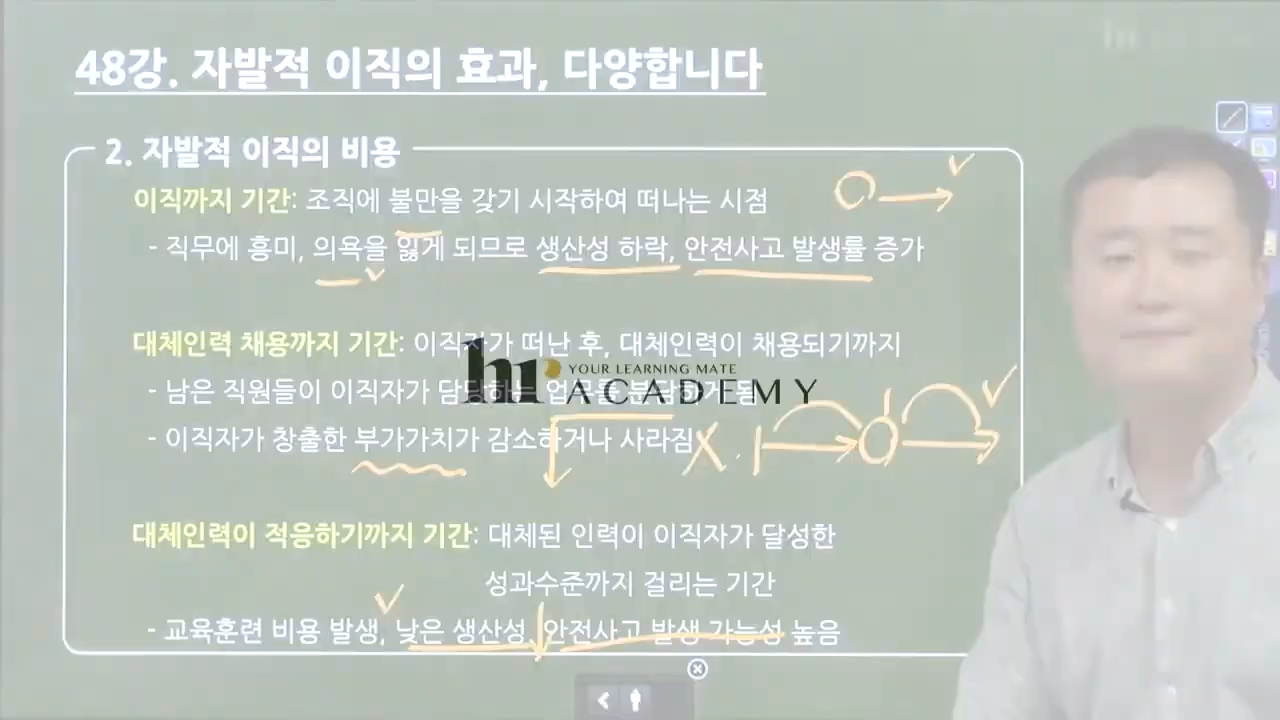 48강. 자발적 이직의 효과, 다양합니다
2. 자발적 이직의 비용
이직까지 기간: 조직에 불만을 갖기 시작하여 떠나는 시점
- 직무에 흥미, 의욕을 잃게 되므로 생산성 하락, 안전사고 발생률 증가
대체인력 채용까지 기간: 이직자가 떠난 후, 대체인력이 채용되기까지
- 남은 직원들이 이직자가 담당하는 업무를 분담하게 됨
- 이직자가 창출한 부가가치가 감소하거나 사라짐
hr
YOUR LEARNING MATE
ACADEMY
대체인력이 적응하기까지 기간: 대체된 인력이 이직자가 달성한
성과수준까지 걸리는 기간
- 교육훈련 비용 발생, 낮은 생산성, 안전사고 발생 가능성 높음